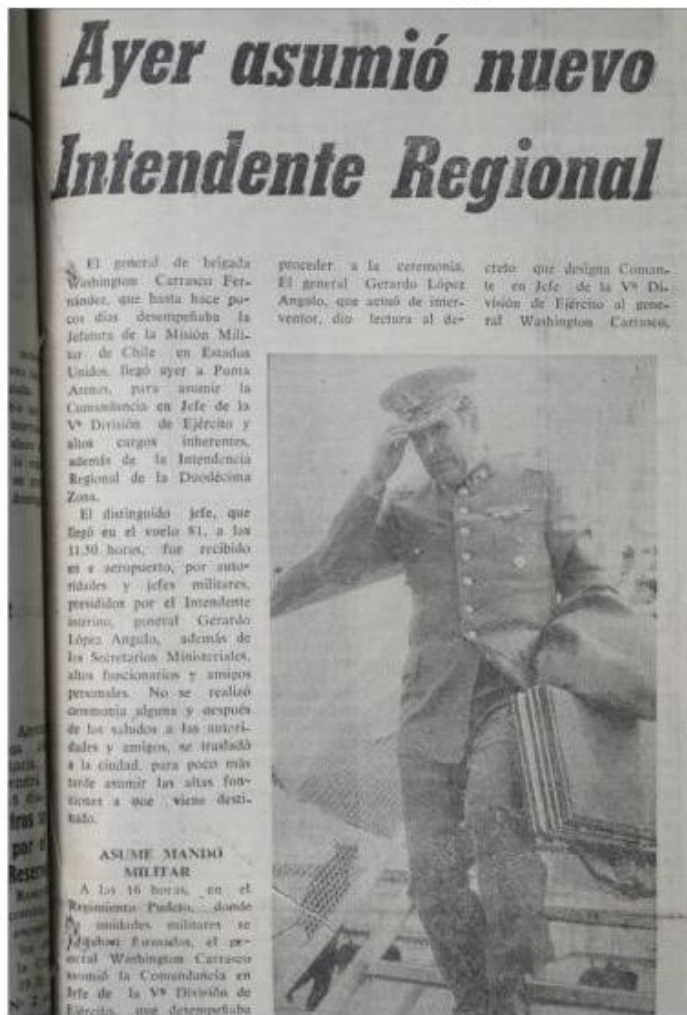 Ayer asumió nuevo
Intendente Regional
El general de brigada
Washington Carrasco Fer-
nández, que hasta hace po-
cos días desempeñaba la
Jefatura de la Misión Mili-
tar de Chile en Estados
Unidos, llegó ayer a Punta
Arenas, para asumir la
Comandancia en Jefe de la
Vª División de Ejército y
altos cargos inherentes,
además de la Intendencia
Regional de la Duodécima
Zona.
El distinguido jefe, que
llegó en el vuelo 81, a las
11.50 horas, fue recibido
en e aeropuerto, por auto-
ridades y jefes militares,
presididos por el Intendente
interino, general Gerardo
López Angulo, además de
los Secretarios Ministeriales,
altos funcionarios y amigos
personales. No se realizó
ceremonia alguna y después
de los saludos a las autori-
dades y amigos, se trasladó
a la ciudad, para poco más
tarde asumir las altas fun-
ciones a que viene desti-
nado.
ASUME MANDO
MILITAR
A las 16 horas, en el
Regimiento Pudeto, donde
unidades militares se
formados, el ge-
neral Washington Carrasco
asumió la Comandancia en
Jefe de la Vª División de
Ejército, que desempeñaba
proceder a la ceremonia.
El general Gerardo López
Angulo, que actuó de inter-
ventor, dio lectura al de-
creto que designa Coman-
te en Jefe de la Vª Di-
visión de Ejército al gene-
ral Washington Carrasco,
por
Reser